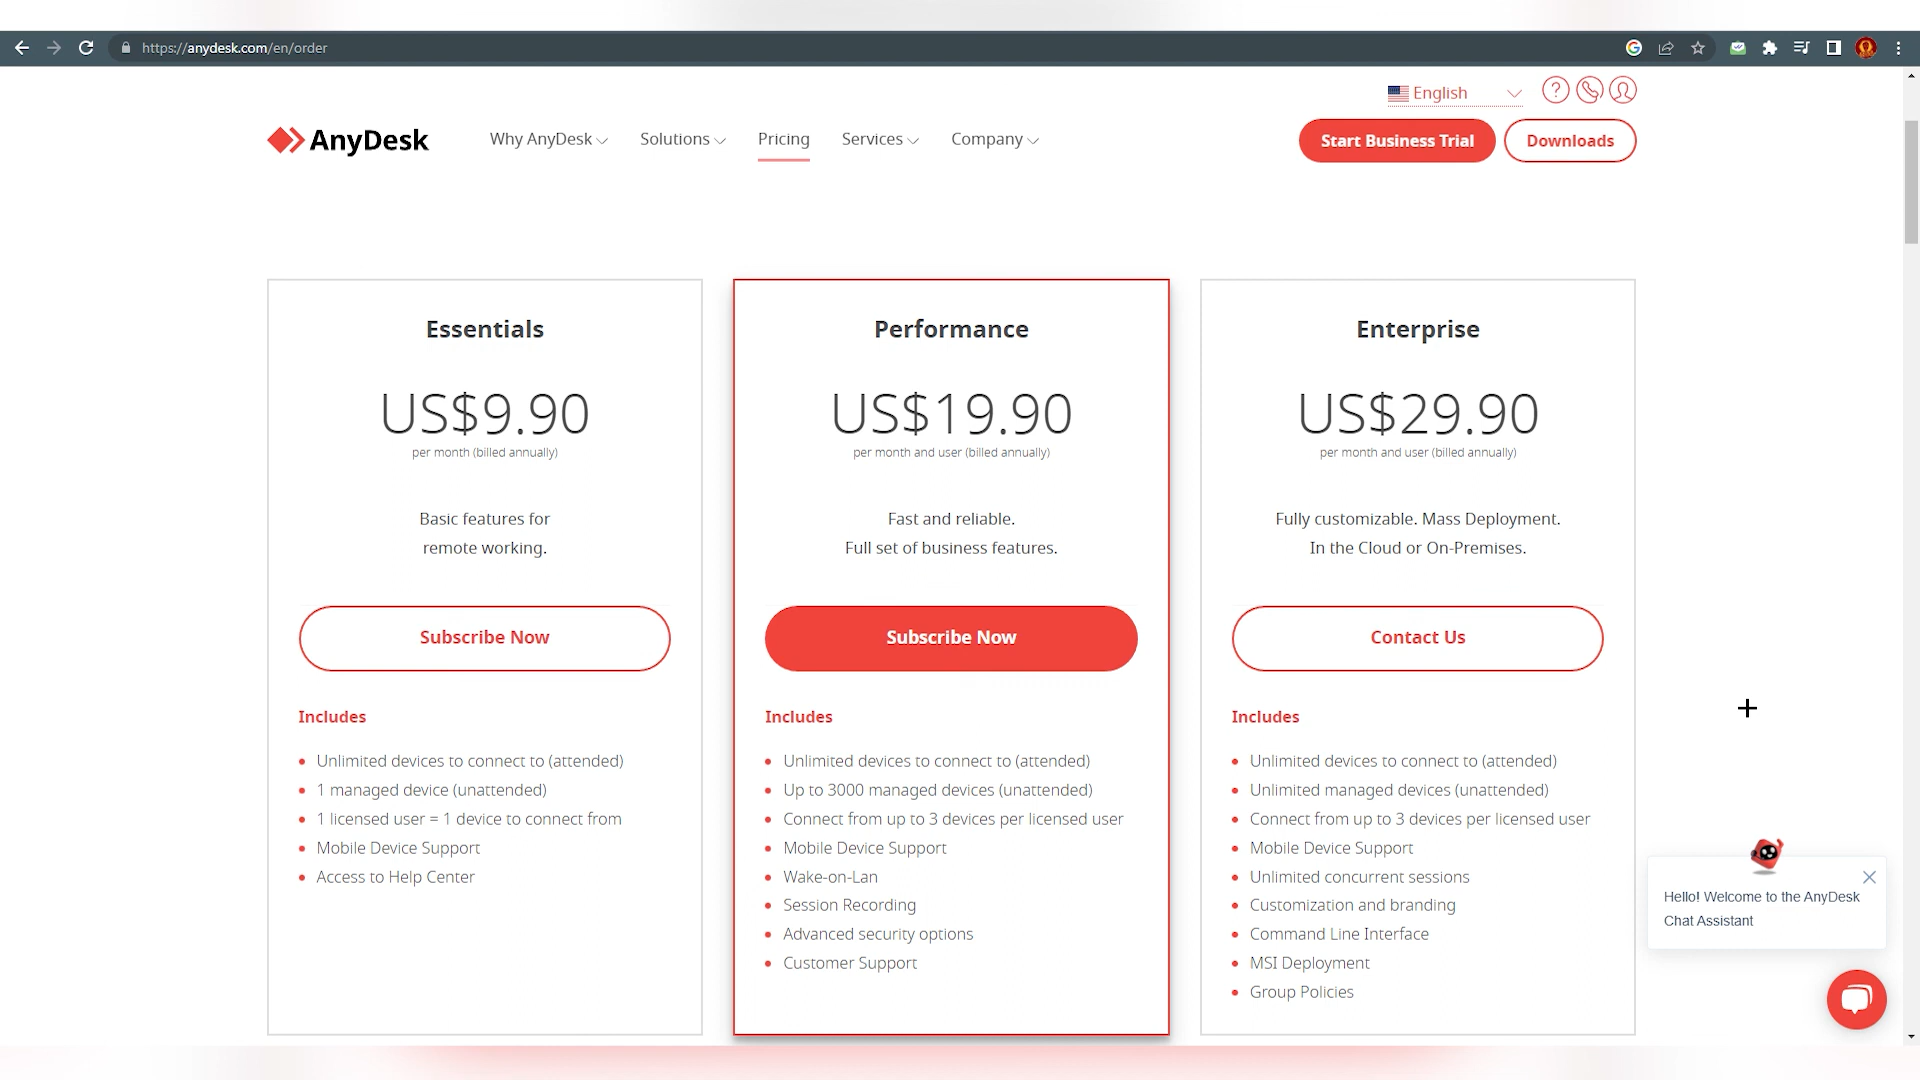 https://anydesk.com/en/order
English
AnyDesk
Why AnyDesk
Solutions
Pricing
Services
Company
Start Business Trial
Downloads
Essentials
US$9.90
per month (billed annually)
Basic features for
remote working.
Subscribe Now
Includes
Unlimited devices to connect to (attended)
1 managed device (unattended)
1 licensed user = 1 device to connect from
Mobile Device Support
Access to Help Center
Performance
US$19.90
per month and user (billed annually)
Fast and reliable.
Full set of business features.
Subscribe Now
Includes
Unlimited devices to connect to (attended)
Up to 3000 managed devices (unattended)
Connect from up to 3 devices per licensed user
Mobile Device Support
Wake-on-Lan
Session Recording
Advanced security options
Customer Support
Enterprise
US$29.90
per month and user (billed annually)
Fully customizable. Mass Deployment.
In the Cloud or On-Premises.
Contact Us
Includes
Unlimited devices to connect to (attended)
Unlimited managed devices (unattended)
Connect from up to 3 devices per licensed user
Mobile Device Support
Unlimited concurrent sessions
Customization and branding
Command Line Interface
MSI Deployment
Group Policies
Hello! Welcome to the AnyDesk
Chat Assistant